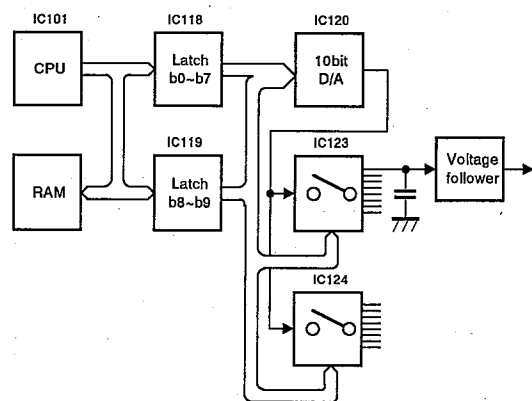 IC101
CPU
IC118
Latch
b0~b7
IC120
10bit
D/A
RAM
IC119
Latch
b8~b9
IC123
Voltage
follower
IC124